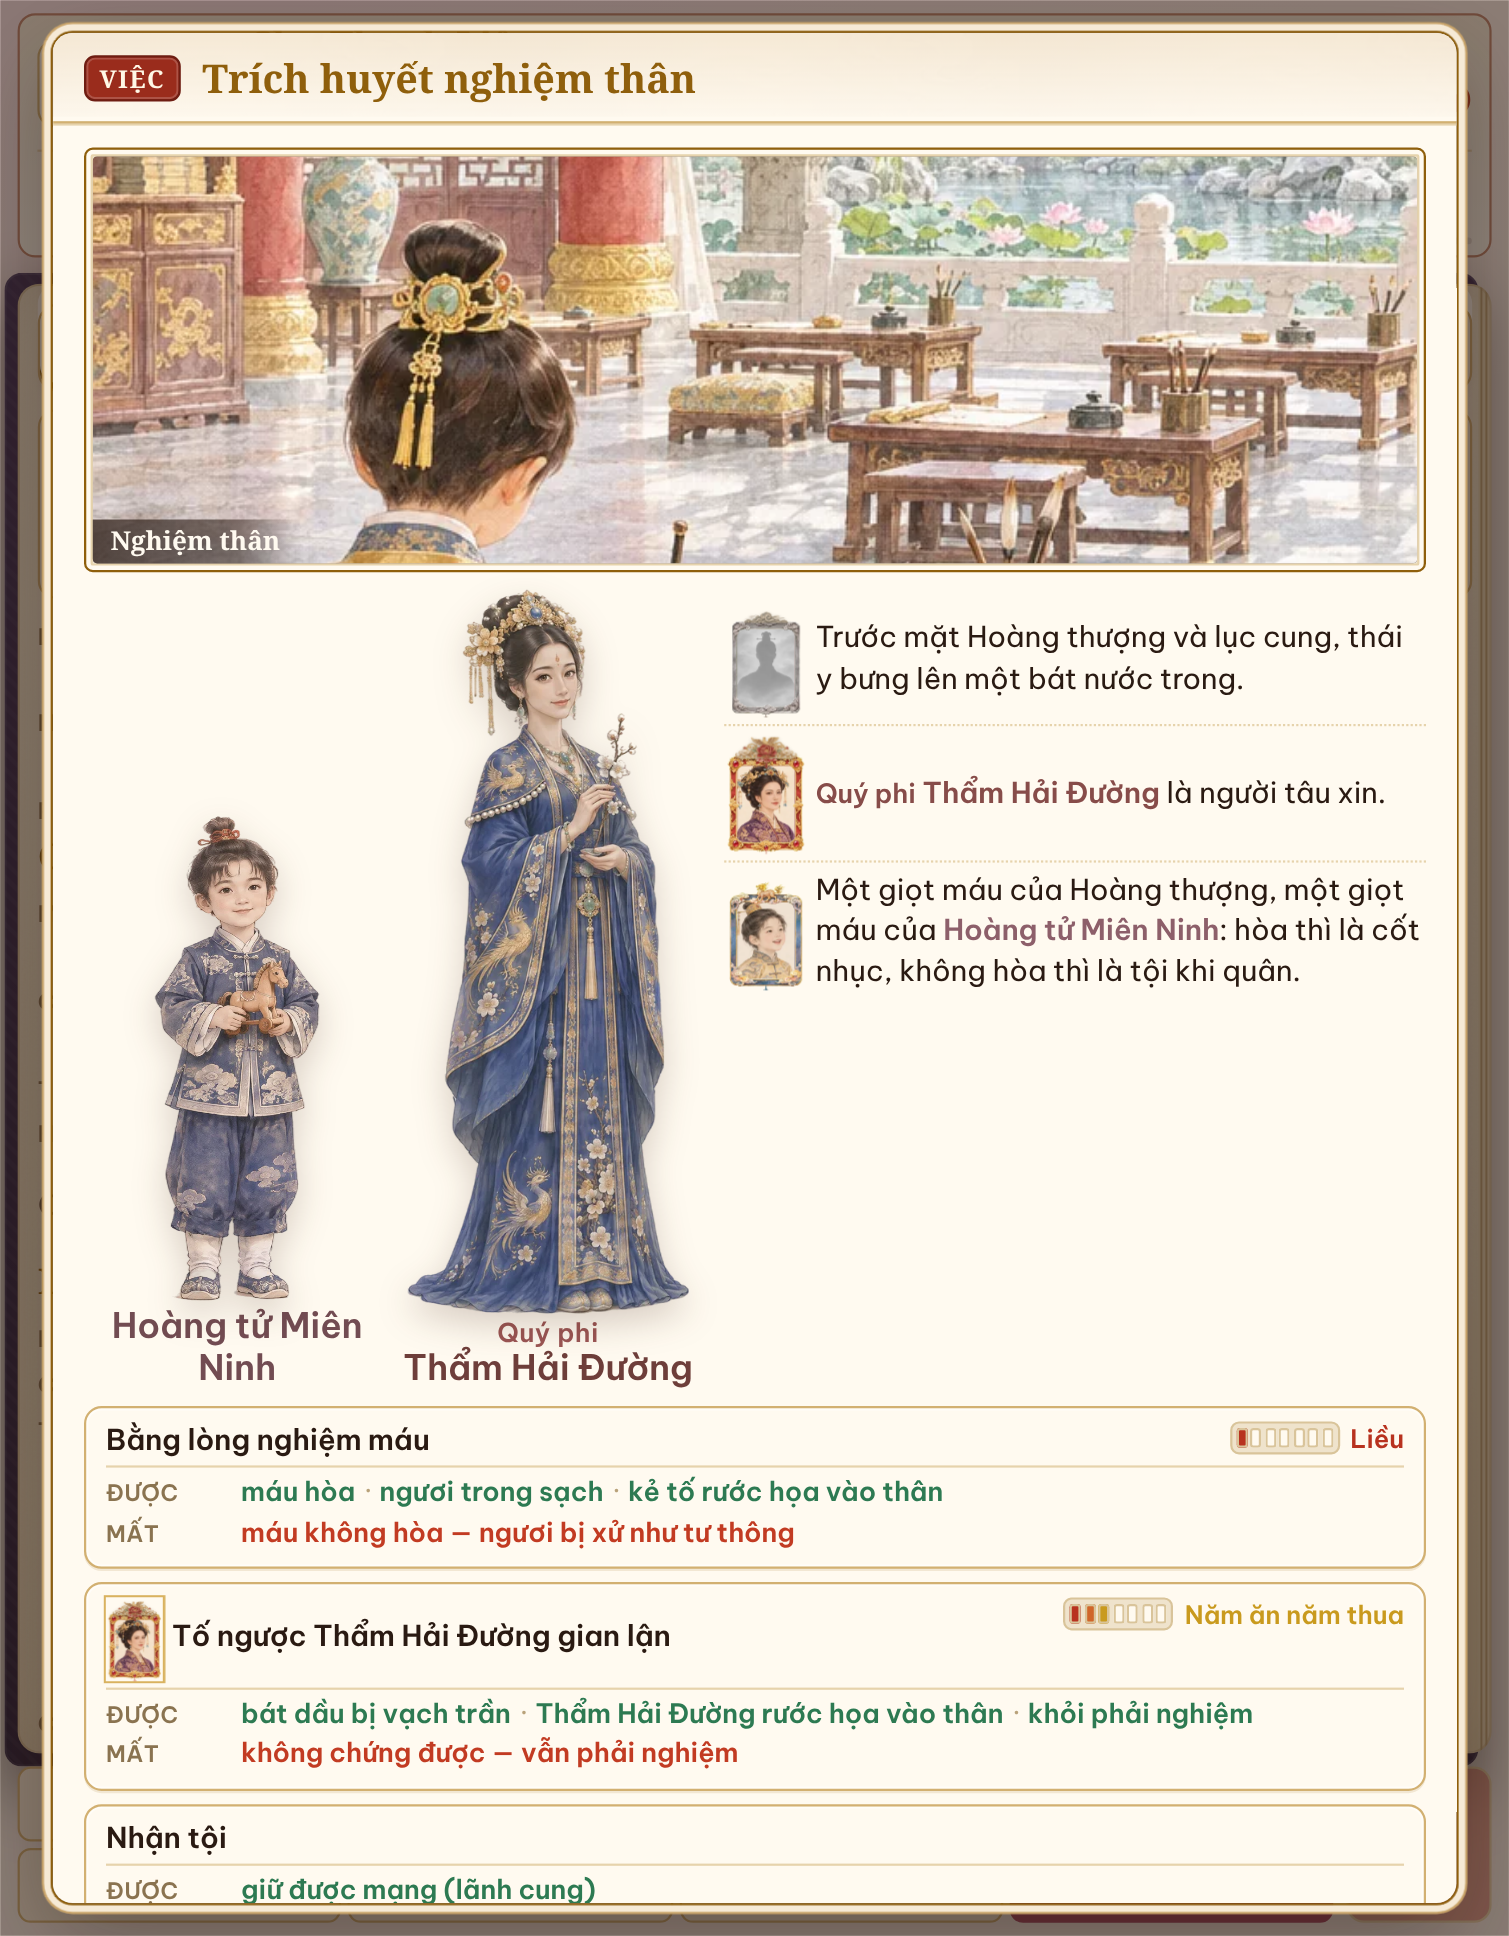 VIỆC Trích huyết nghiệm thân
Nghiệm thân
Trước mặt Hoàng thượng và lục cung, thái
y bưng lên một bát nước trong.
Quý phi Thẩm Hải Đường là người tâu xin.
Một giọt máu của Hoàng thượng, một giọt
máu của Hoàng tử Miên Ninh: hòa thì là cốt
nhục, không hòa thì là tội khi quân.
Hoàng tử Miên
Ninh
Quý phi
Thẩm Hải Đường
Bằng lòng nghiệm máu Liều
ĐƯỢC máu hòa · ngươi trong sạch · kẻ tố rước họa vào thân
MẤT máu không hòa — ngươi bị xử như tư thông
Tố ngược Thẩm Hải Đường gian lận Năm ăn năm thua
ĐƯỢC bát dầu bị vạch trần · Thẩm Hải Đường rước họa vào thân · khỏi phải nghiệm
MẤT không chứng được — vẫn phải nghiệm
Nhận tội
ĐƯỢC giữ được mạng (lãnh cung)